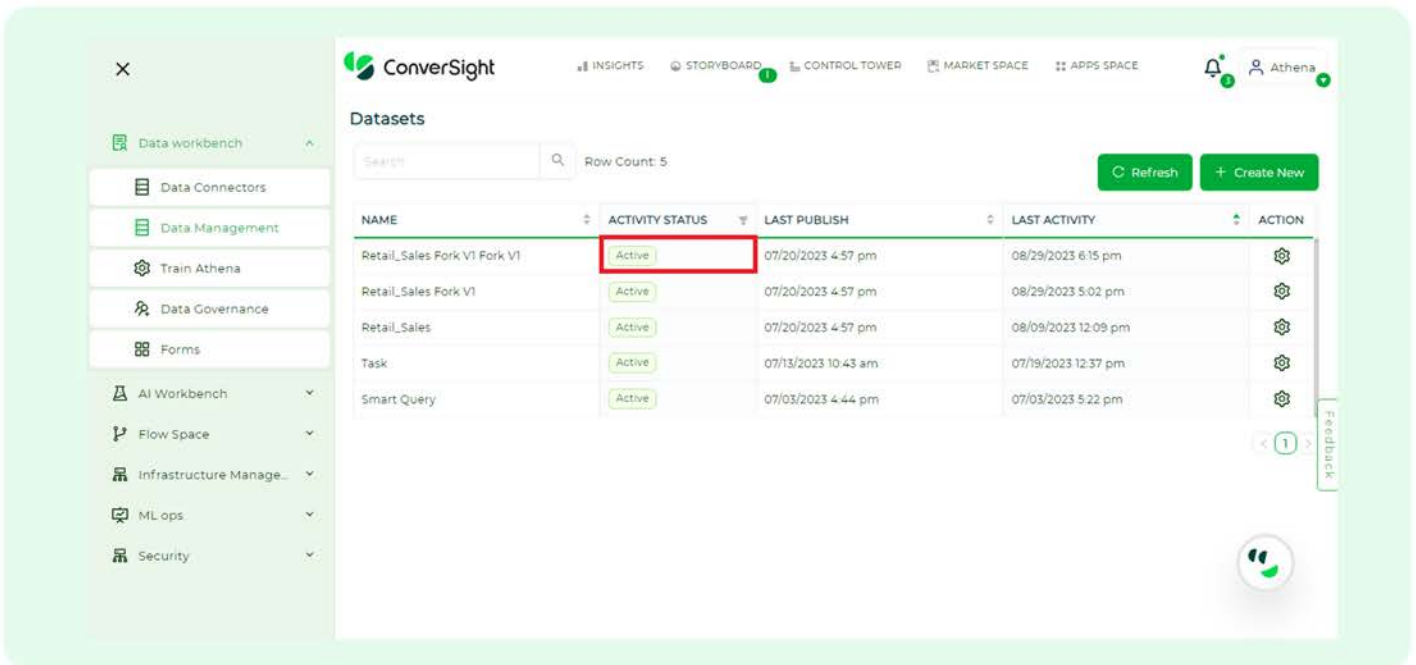 ConverSight
INSIGHTS STORYBOARD 1 CONTROL TOWER MARKET SPACE APPS SPACE 3 Athena
Data workbench
Data Connectors
Data Management
Train Athena
Data Governance
Forms
AI Workbench
Flow Space
Infrastructure Manage...
ML ops
Security
Datasets
Search Row Count: 5 Refresh + Create New
NAME ACTIVITY STATUS LAST PUBLISH LAST ACTIVITY ACTION
Retail_Sales Fork V1 Fork V1 Active 07/20/2023 4:57 pm 08/29/2023 6:15 pm
Retail_Sales Fork V1 Active 07/20/2023 4:57 pm 08/29/2023 5:02 pm
Retail_Sales Active 07/20/2023 4:57 pm 08/09/2023 12:09 pm
Task Active 07/13/2023 10:43 am 07/19/2023 12:37 pm
Smart Query Active 07/03/2023 4:44 pm 07/03/2023 5:22 pm
< 1 >
Feedback